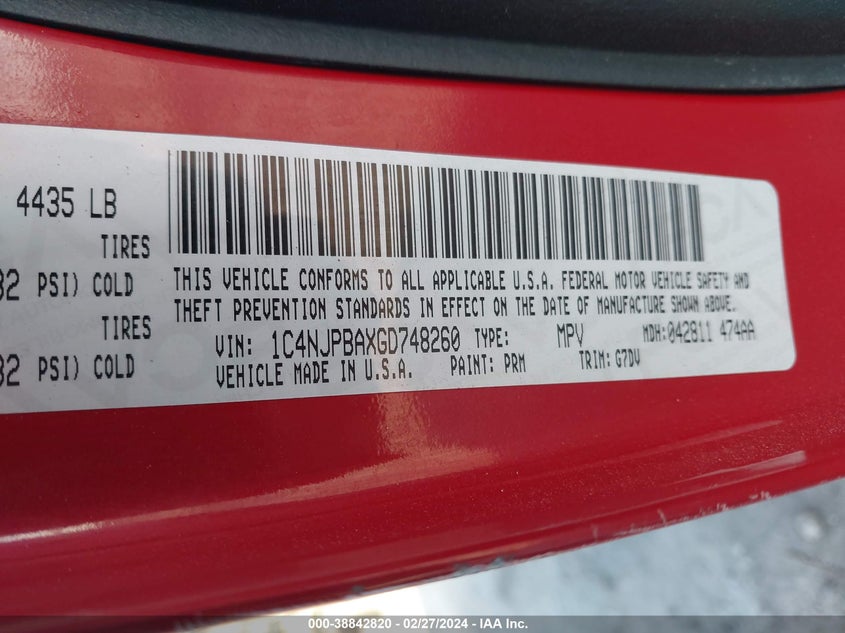 4435 LB
TIRES
32 PSI) COLD
TIRES
32 PSI) COLD
THIS VEHICLE CONFORMS TO ALL APPLICABLE U.S.A. FEDERAL MOTOR VEHICLE SAFETY AND
THEFT PREVENTION STANDARDS IN EFFECT ON THE DATE OF MANUFACTURE SHOWN ABOVE.
VIN: 1C4NJPBAXGD748260 TYPE: MPV MDH:042811 474AA
VEHICLE MADE IN U.S.A. PAINT: PRM TRIM: G7DV
000-38842820 / 02/27/2024 / IAA Inc.